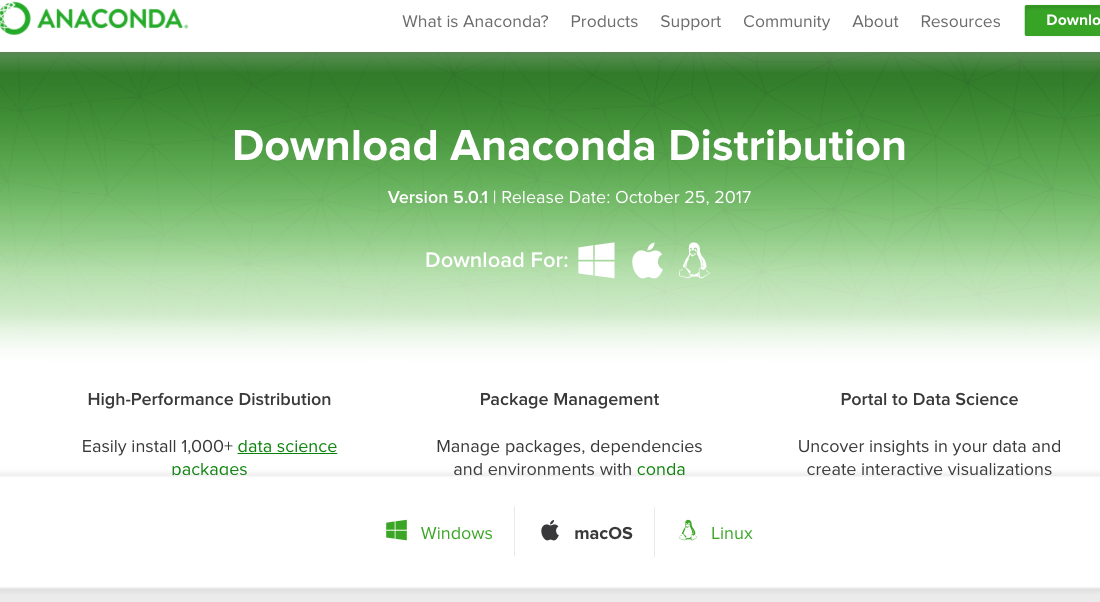 ANACONDA.
What is Anaconda? Products Support Community About Resources Downlo
Download Anaconda Distribution
Version 5.0.1 | Release Date: October 25, 2017
Download For:
High-Performance Distribution
Easily install 1,000+ data science
packages
Package Management
Manage packages, dependencies
and environments with conda
Portal to Data Science
Uncover insights in your data and
create interactive visualizations
Windows macOS Linux